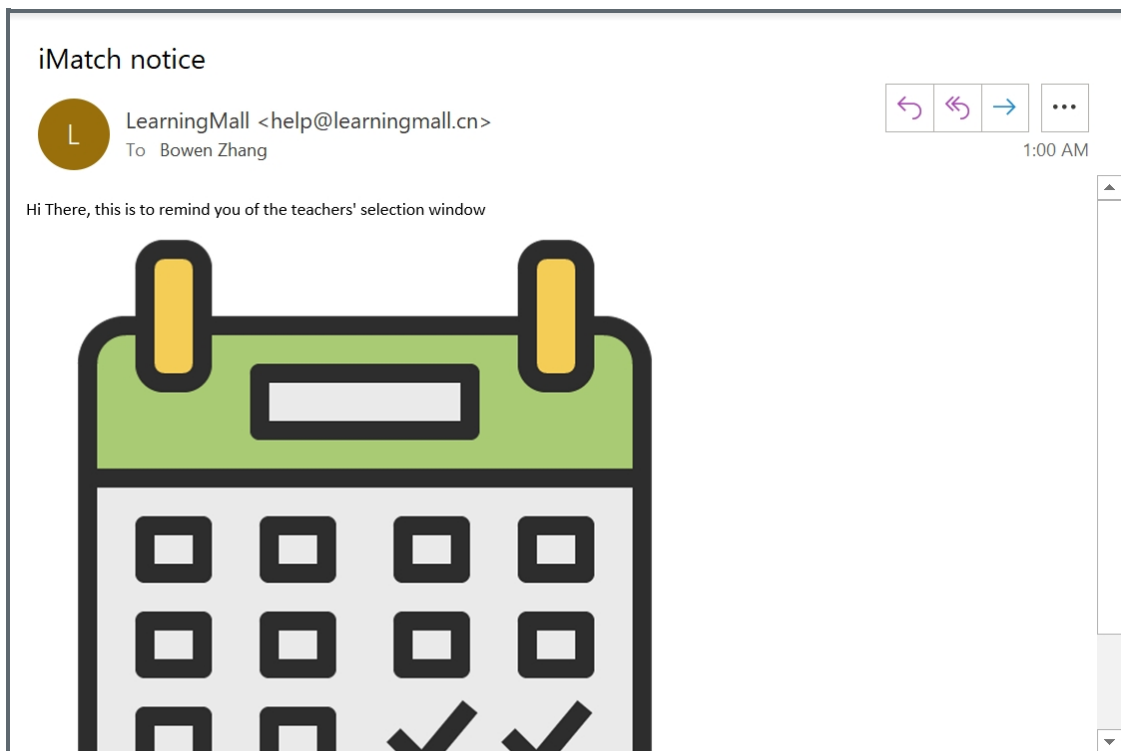 iMatch notice
L
LearningMall <help@learningmall.cn>
To Bowen Zhang
1:00 AM
Hi There, this is to remind you of the teachers' selection window